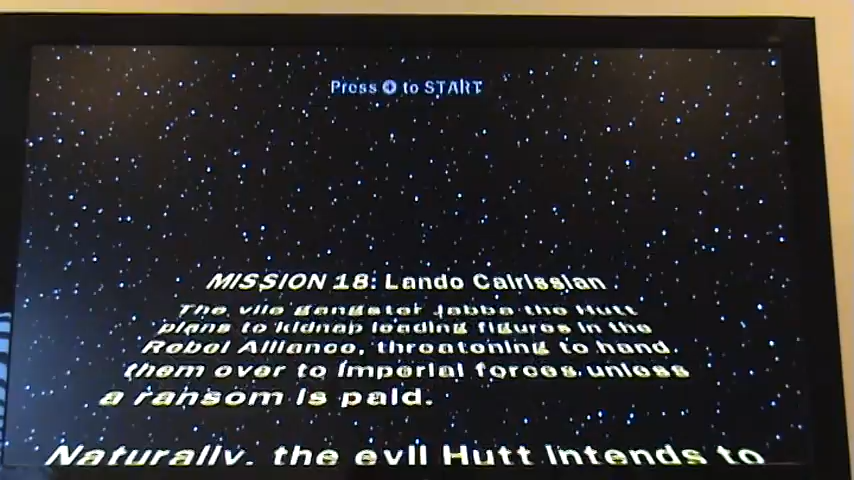 Press + to START
MISSION 18: Lando Calrissian
The vile gangster Jabba the Hutt
plans to kidnap leading figures in the
Rebel Alliance, threatening to hand
them over to Imperial forces unless
a ransom is paid.
Naturally, the evil Hutt intends to